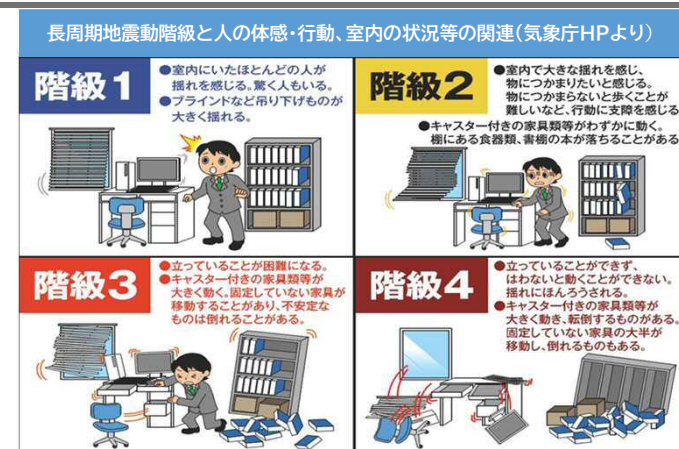 長周期地震動階級と人の体感・行動、室内の状況等の関連(気象庁HPより)
階級1
●室内にいたほとんどの人が
揺れを感じる。驚く人もいる。
●ブラインドなど吊り下げものが
大きく揺れる。
階級2
●室内で大きな揺れを感じ、
物につかまりたいと感じる。
物につかまらないと歩くことが
難しいなど、行動に支障を感じる
●キャスター付きの家具類等がわずかに動く。
棚にある食器類、書棚の本が落ちることがある
階級3
●立っていることが困難になる。
●キャスター付きの家具類等が
大きく動く。固定していない家具が
移動することがあり、不安定な
ものは倒れることがある。
階級4
●立っていることができず、
はわないと動くことができない。
揺れにほんろうされる。
●キャスター付きの家具類等が
大きく動き、転倒するものがある。
固定していない家具の大半が
移動し、倒れるものもある。